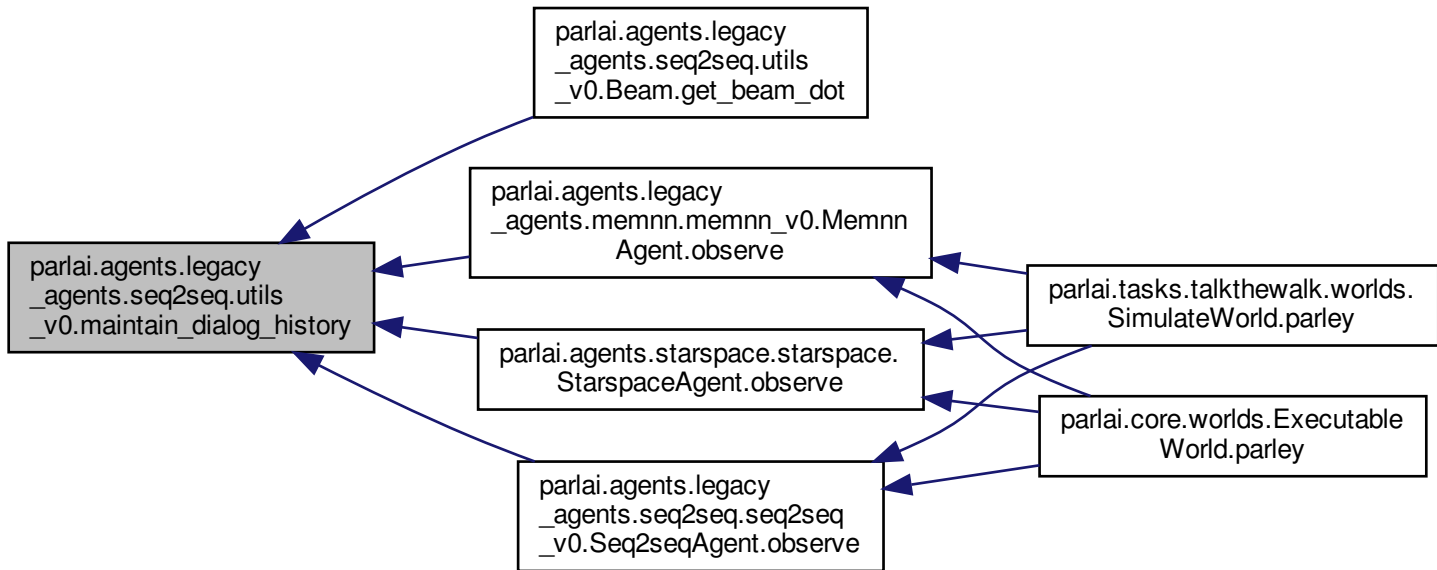 parlai.agents.legacy
_agents.seq2seq.utils
_v0.Beam.get_beam_dot
parlai.agents.legacy
_agents.memnn.memnn_v0.Memnn
Agent.observe
parlai.agents.legacy
_agents.seq2seq.utils
_v0.maintain_dialog_history
parlai.tasks.talkthewalk.worlds.
SimulateWorld.parley
parlai.agents.starspace.starspace.
StarspaceAgent.observe
parlai.core.worlds.Executable
World.parley
parlai.agents.legacy
_agents.seq2seq.seq2seq
_v0.Seq2seqAgent.observe